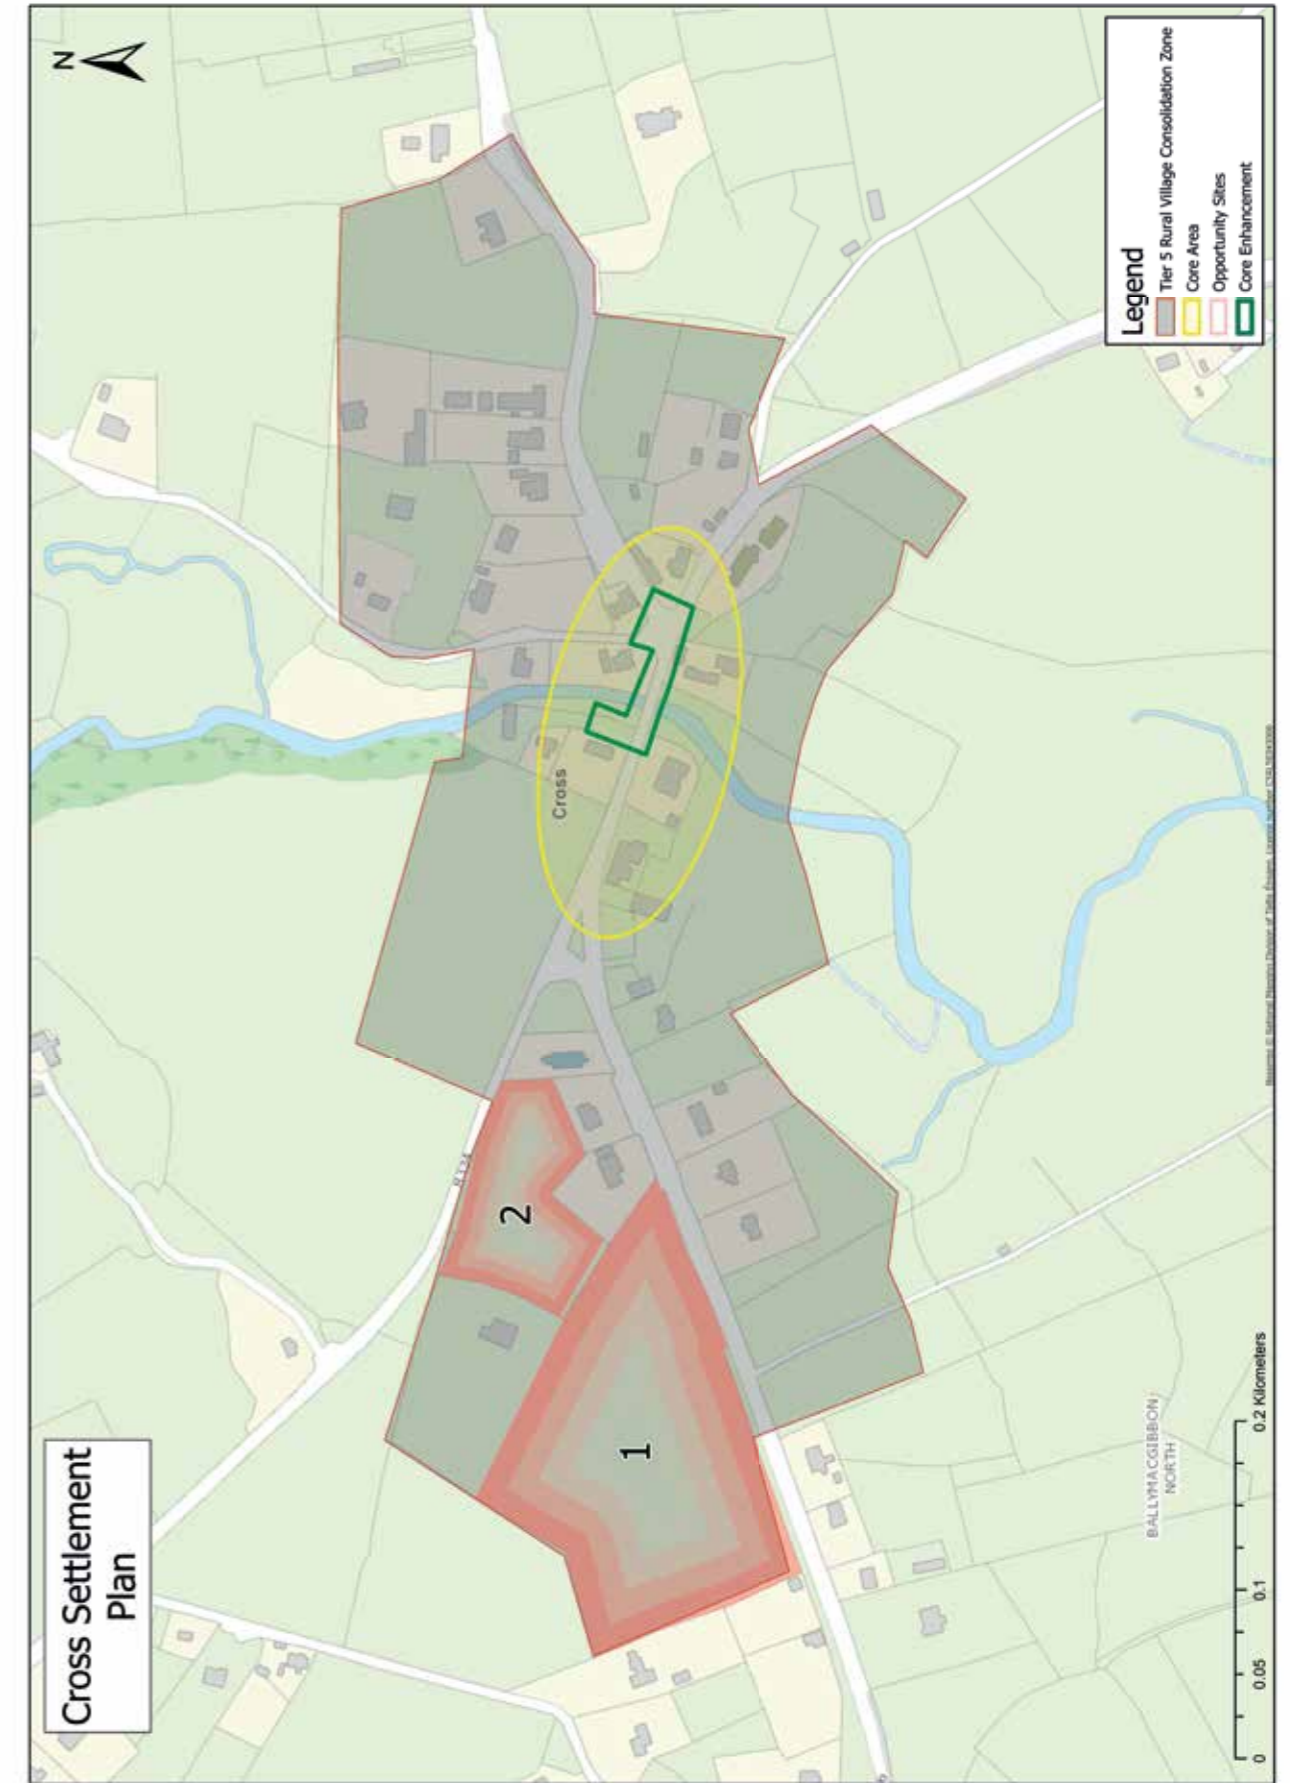 Cross Settlement
Plan
N
R334
Cross
2
1
BALLYMACGIBBON
NORTH
0
0.05
0.1
0.2 Kilometers
Legend
Tier 5 Rural Village Consolidation Zone
Core Area
Opportunity Sites
Core Enhancement